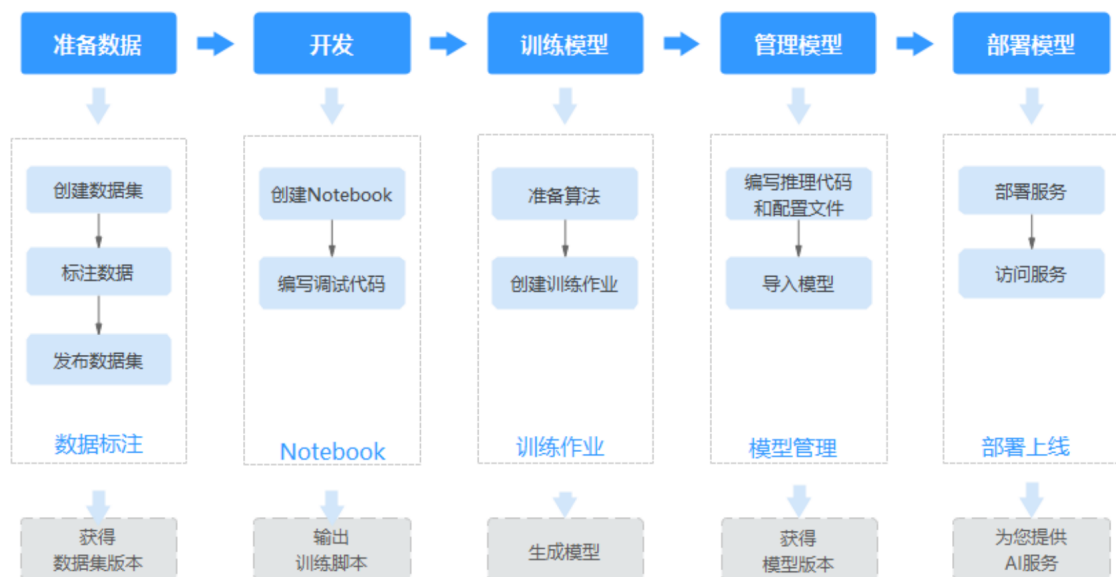 准备数据
开发
训练模型
管理模型
部署模型
创建数据集
标注数据
发布数据集
数据标注
创建Notebook
编写调试代码
Notebook
准备算法
创建训练作业
训练作业
编写推理代码
和配置文件
导入模型
模型管理
部署服务
访问服务
部署上线
获得
数据集版本
输出
训练脚本
生成模型
获得
模型版本
为您提供
AI服务